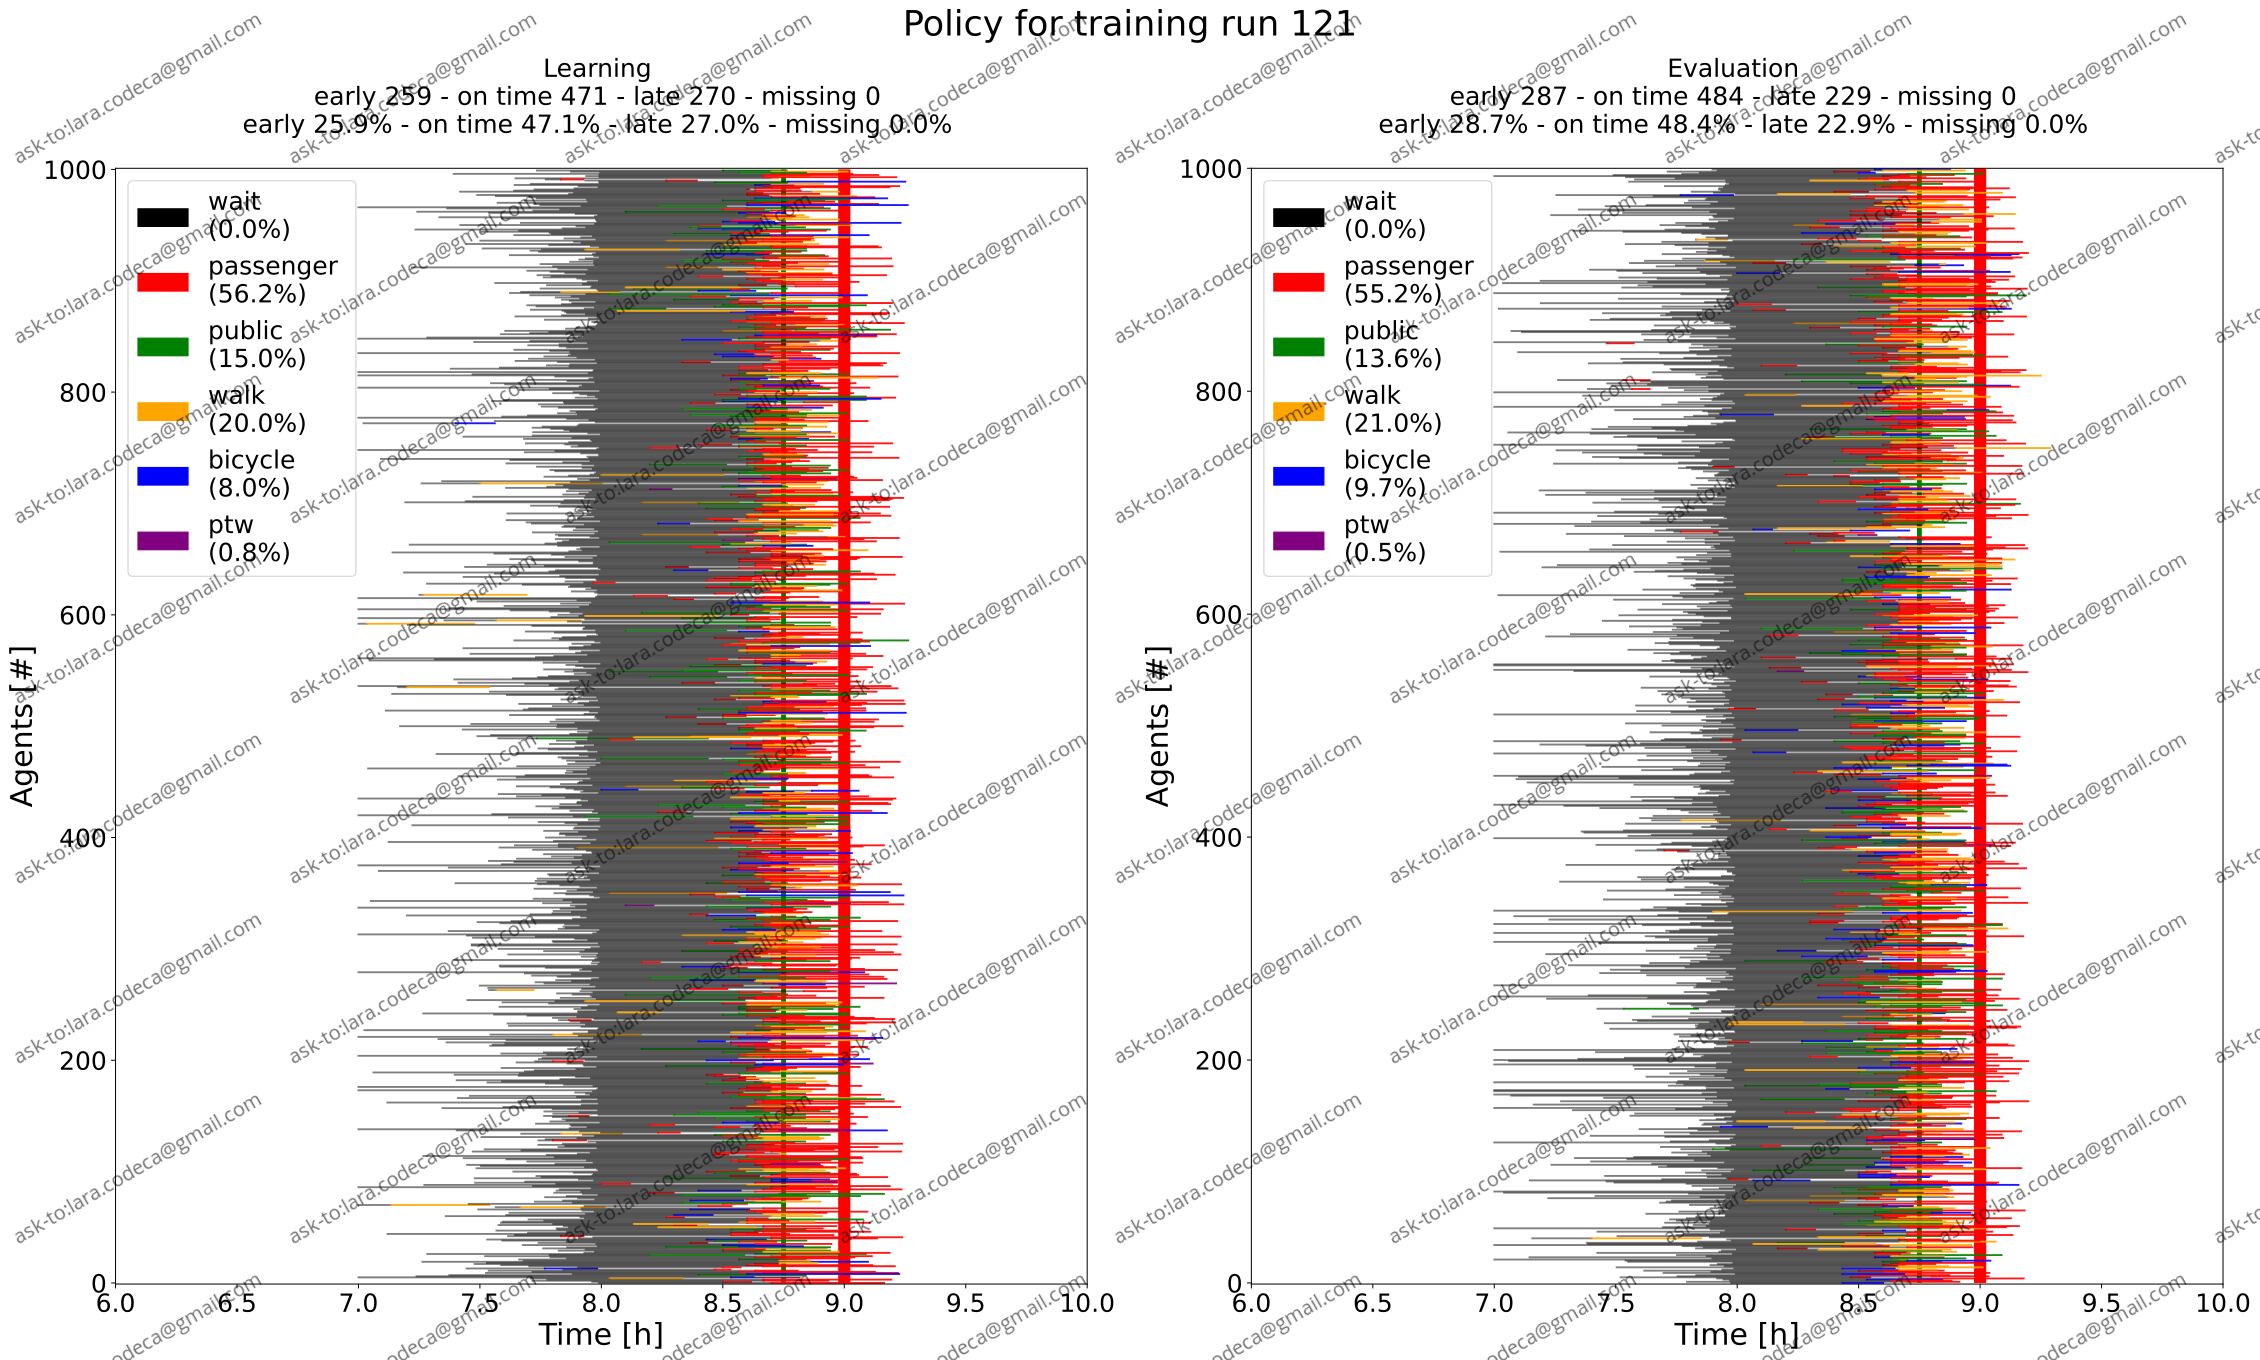 Policy for training run 121
Learning
early 259 - on time 471 - late 270 - missing 0
early 25.9% - on time 47.1% - late 27.0% - missing 0.0%
Evaluation
early 287 - on time 484 - late 229 - missing 0
early 28.7% - on time 48.4% - late 22.9% - missing 0.0%
1000
800
600
400
200
0
Agents [#]
wait
(0.0%)
passenger
(56.2%)
public
(15.0%)
walk
(20.0%)
bicycle
(8.0%)
ptw
(0.8%)
6.0 6.5 7.0 7.5 8.0 8.5 9.0 9.5 10.0
Time [h]
1000
800
600
400
200
0
Agents [#]
wait
(0.0%)
passenger
(55.2%)
public
(13.6%)
walk
(21.0%)
bicycle
(9.7%)
ptw
(0.5%)
6.0 6.5 7.0 7.5 8.0 8.5 9.0 9.5 10.0
Time [h]
ask-to:lara.codeca@gmail.com